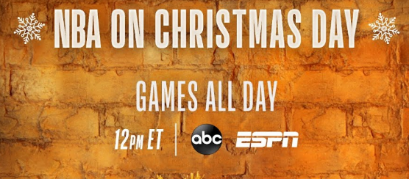 NBA ON CHRISTMAS DAY
GAMES ALL DAY
12PM ET | abc ESPN